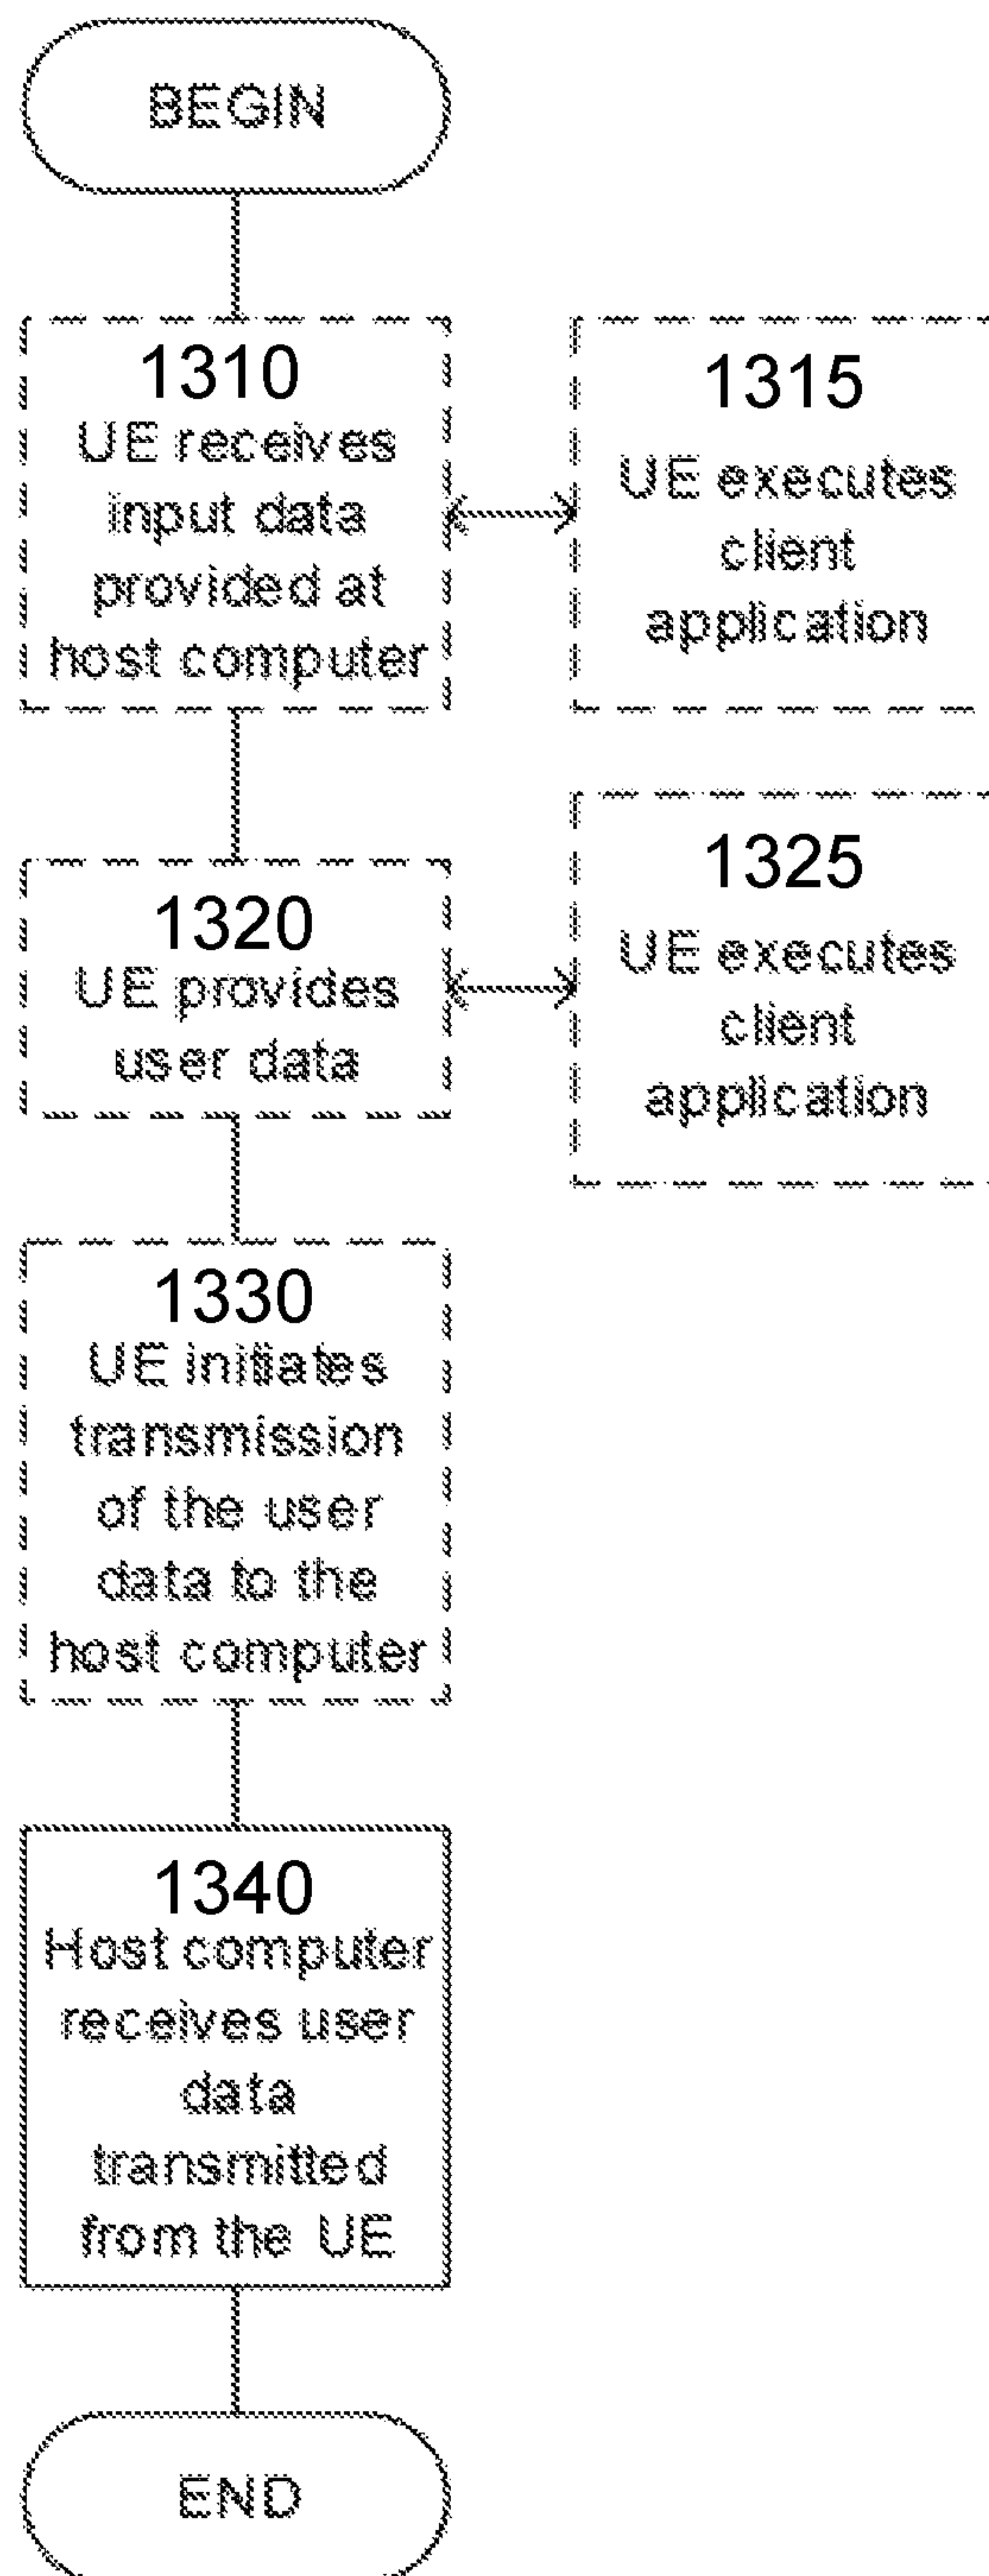 BEGIN
1310
UE receives
input data
provided at
host computer
1315
UE executes
client
application
1320
UE provides
user data
1325
UE executes
client
application
1330
UE initiates
transmission
of the user
data to the
host computer
1340
Host computer
receives user
data
transmitted
from the UE
END